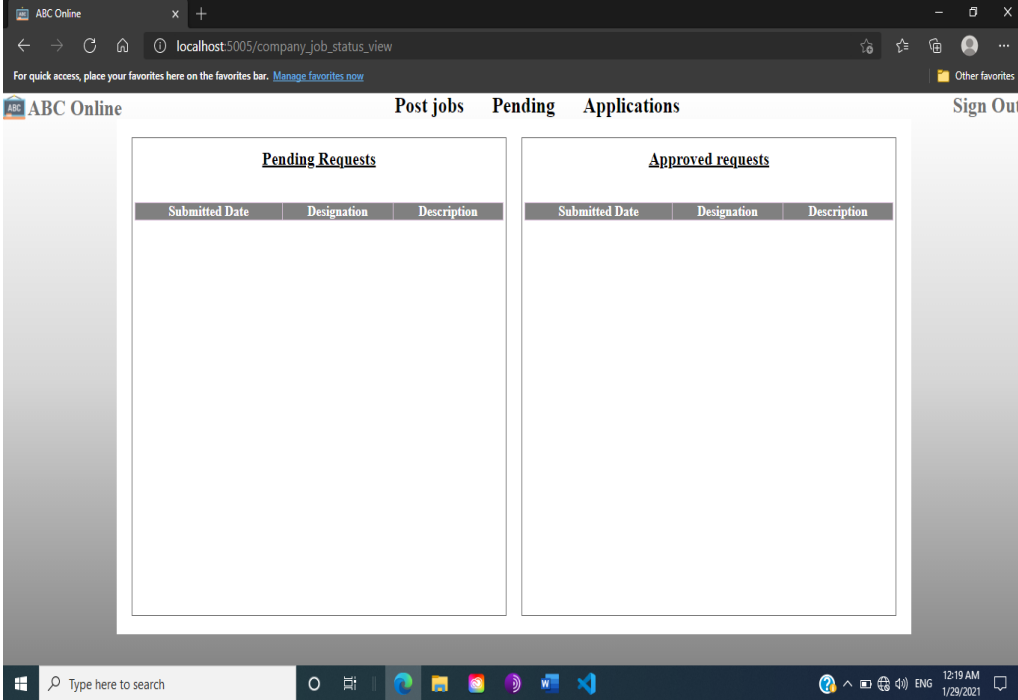 ABC Online
localhost:5005/company_job_status_view
For quick access, place your favorites here on the favorites bar. Manage favorites now
Other favorites
ABC ABC Online Post jobs Pending Applications Sign Out
Pending Requests
Submitted Date Designation Description
Approved requests
Submitted Date Designation Description
Type here to search
ENG
12:19 AM
1/29/2021